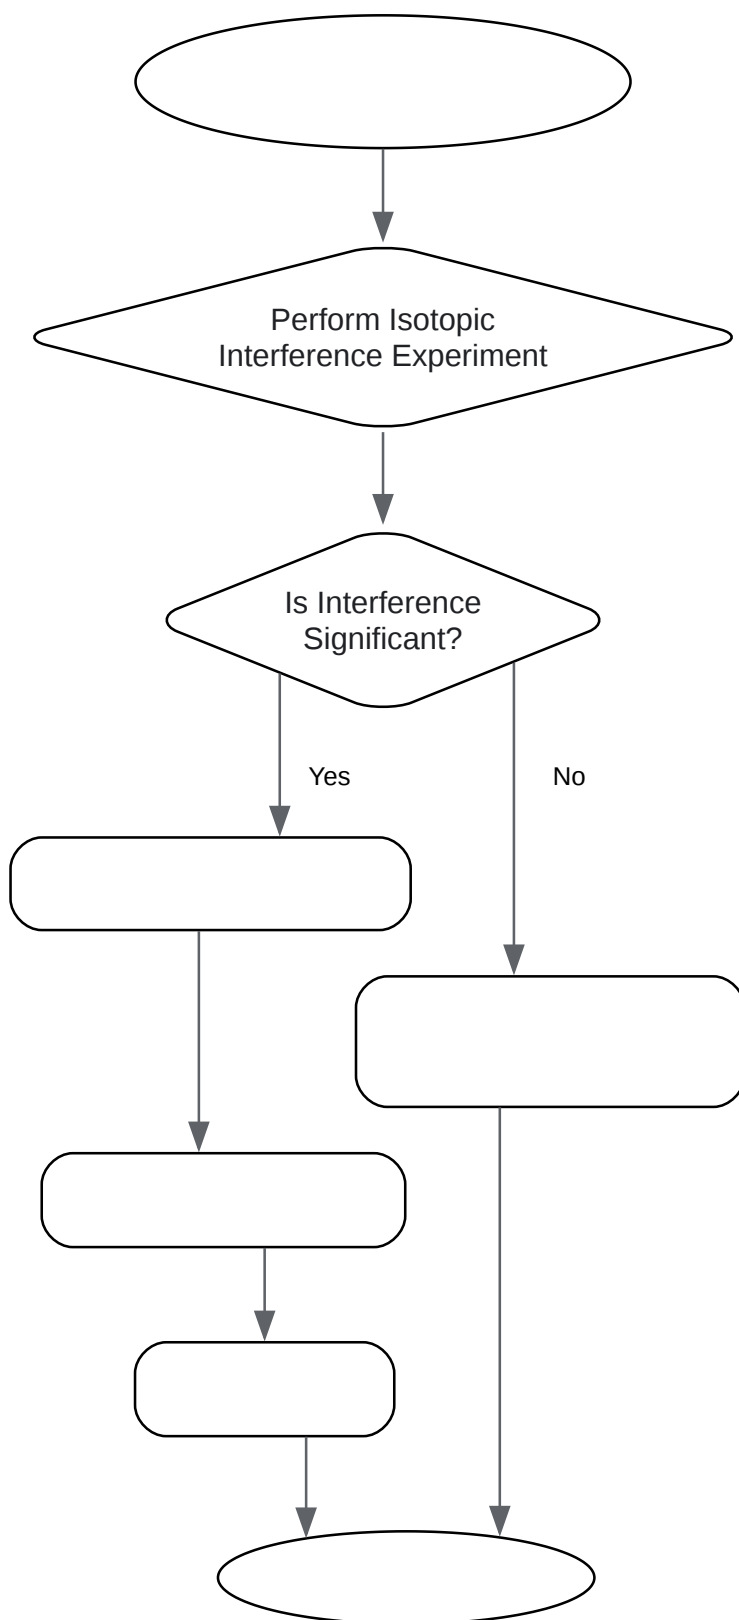 Perform Isotopic
Interference Experiment
Is Interference
Significant?
Yes
No